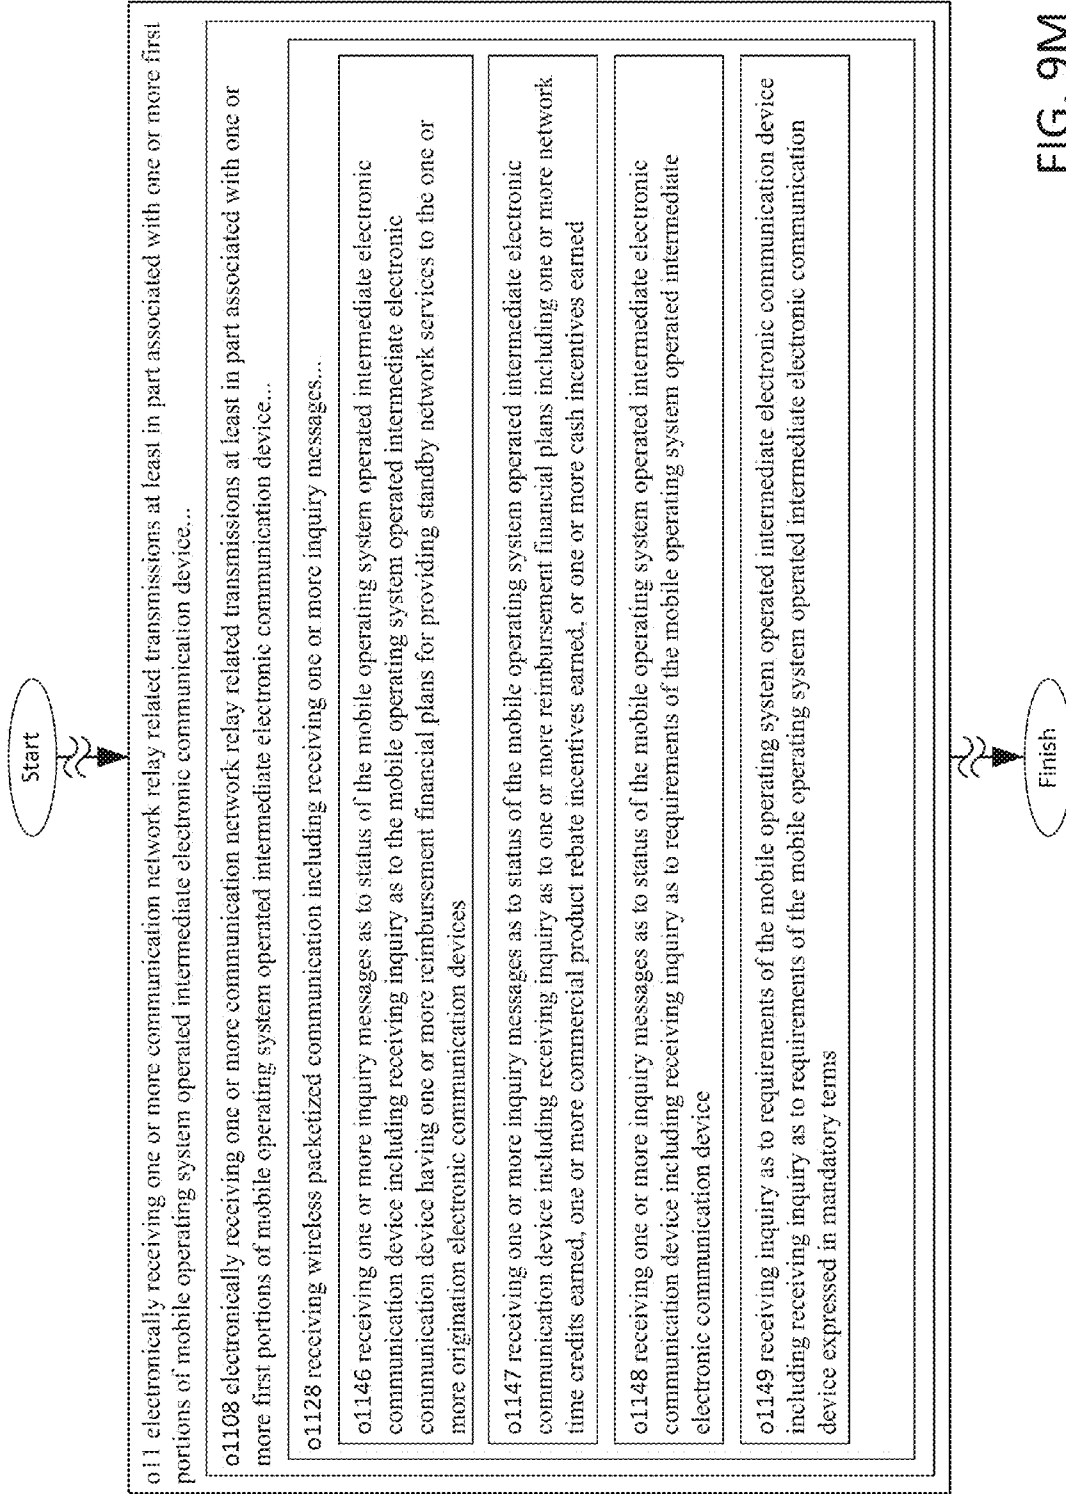 Start
o11 electronically receiving one or more communication network relay related transmissions at least in part associated with one or more first
portions of mobile operating system operated intermediate electronic communication device...
o1108 electronically receiving one or more communication network relay related transmissions at least in part associated with one or
more first portions of mobile operating system operated intermediate electronic communication device...
o1128 receiving wireless packetized communication including receiving one or more inquiry messages...
o1146 receiving one or more inquiry messages as to status of the mobile operating system operated intermediate electronic
communication device including receiving inquiry as to the mobile operating system operated intermediate electronic
communication device having one or more reimbursement financial plans for providing standby network services to the one or
more origination electronic communication devices
o1147 receiving one or more inquiry messages as to status of the mobile operating system operated intermediate electronic
communication device including receiving inquiry as to one or more reimbursement financial plans including one or more network
time credits earned, one or more commercial product rebate incentives earned, or one or more cash incentives earned
o1148 receiving one or more inquiry messages as to status of the mobile operating system operated intermediate electronic
communication device including receiving inquiry as to requirements of the mobile operating system operated intermediate
electronic communication device
o1149 receiving inquiry as to requirements of the mobile operating system operated intermediate electronic communication device
including receiving inquiry as to requirements of the mobile operating system operated intermediate electronic communication
device expressed in mandatory terms
Finish
FIG. 9M